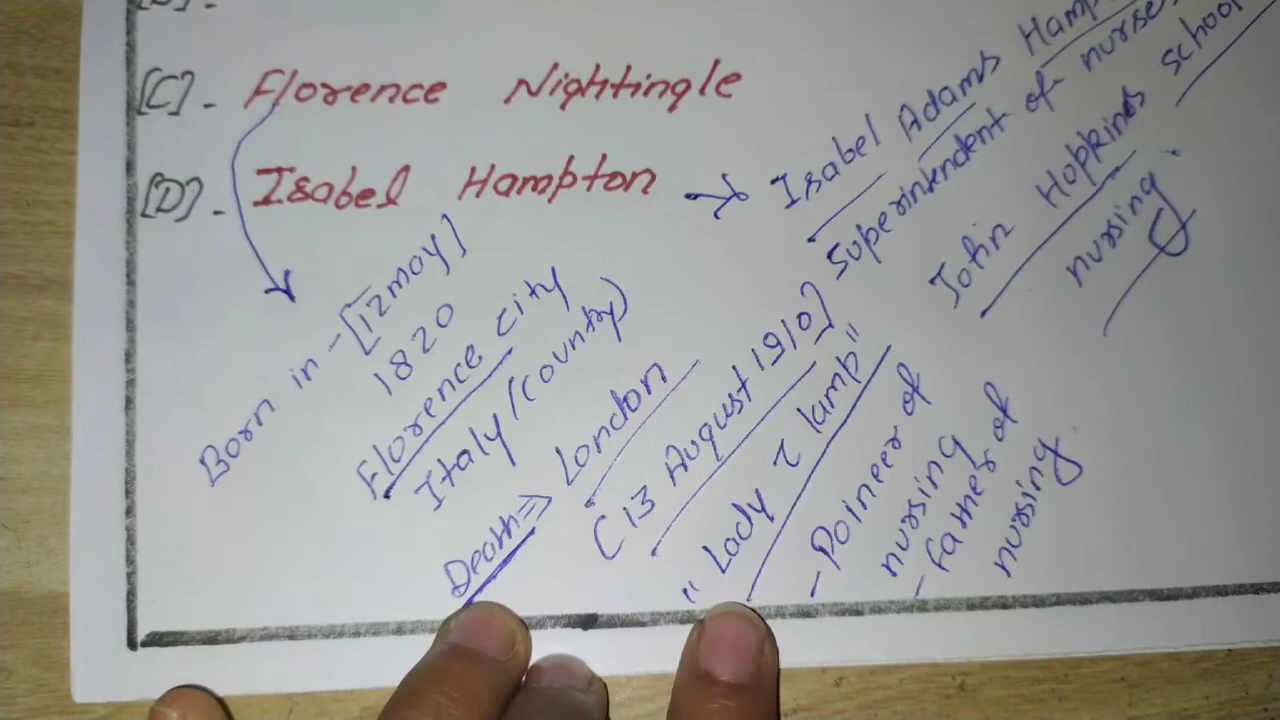 [C]. Florence Nightingle
[D]. Isabel Hampton → Isabel Adams
Superintendent of nurse
John Hopkins school
nursing.
Born in - [12 may]
1820
Florence city
Italy (country)
Death ⇒ London
(13 August 1910]
"Lady z lamp"
- Poineer of
nursing
- father of
nursing.